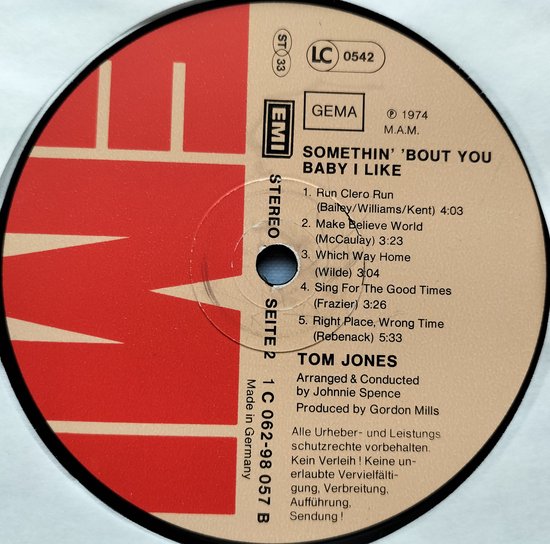 ST 33
LC 0542
GEMA
℗ 1974
M.A.M.
EMI
SOMETHIN' 'BOUT YOU
BABY I LIKE
1. Run Clero Run
(Bailey/Williams/Kent) 4:03
2. Make Believe World
(McCaulay) 3:23
3. Which Way Home
(Wilde) 3:04
4. Sing For The Good Times
(Frazier) 3:26
5. Right Place, Wrong Time
(Rebenack) 5:33
TOM JONES
Arranged & Conducted
by Johnnie Spence
Produced by Gordon Mills
Alle Urheber- und Leistungs
schutzrechte vorbehalten.
Kein Verleih! Keine un-
erlaubte Vervielfälti-
gung, Verbreitung,
Aufführung,
Sendung!
STEREO
SEITE 2
1 C 062-98 057 B
Made in Germany
EMI